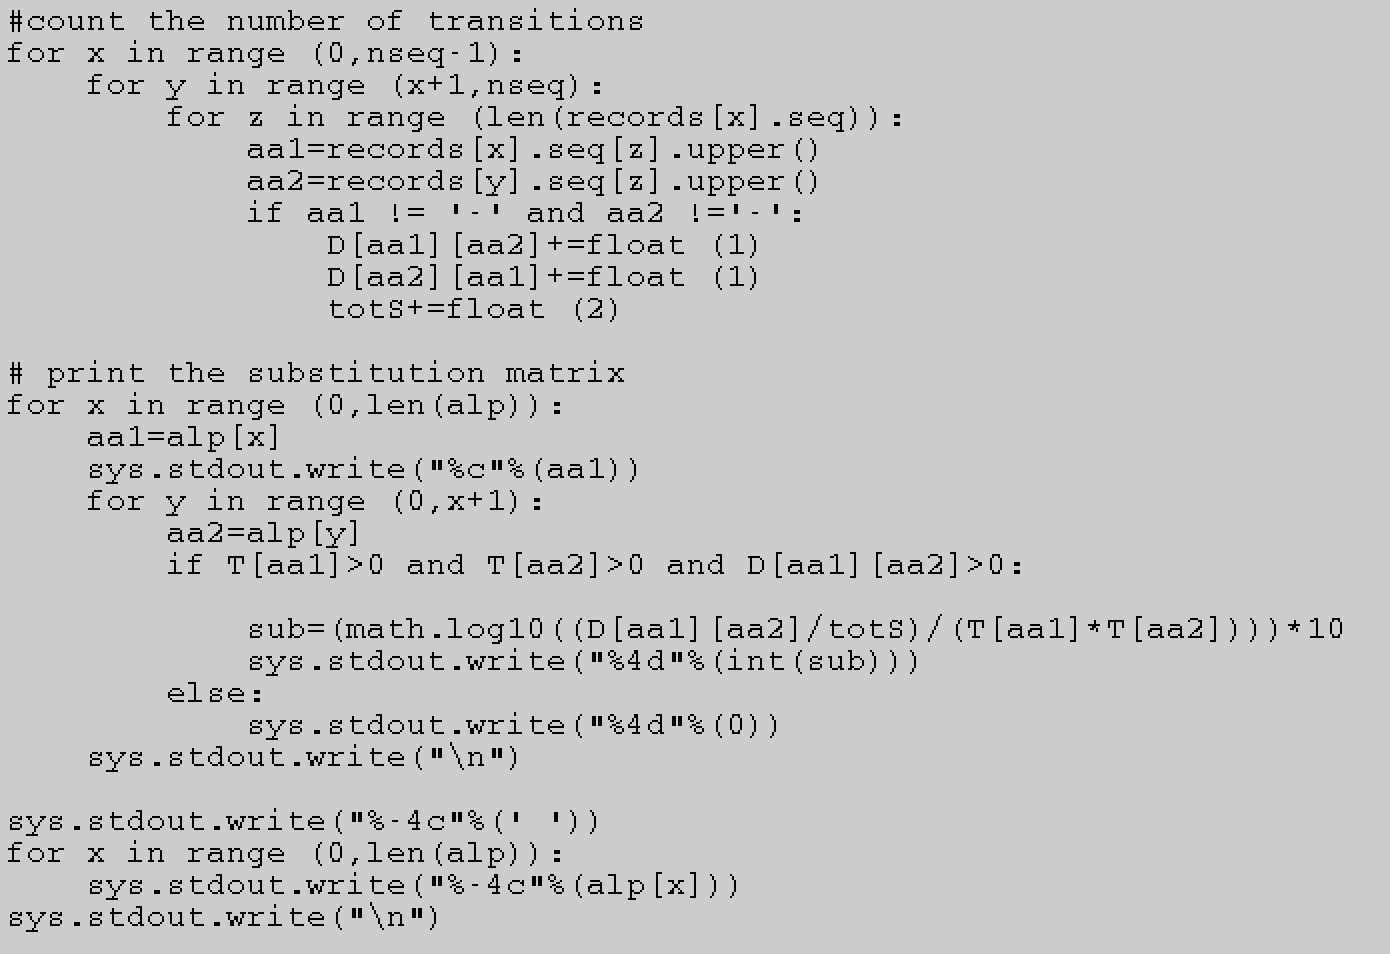 #count the number of transitions
for x in range (0,nseq-1):
    for y in range (x+1,nseq):
        for z in range (len(records[x].seq)):
            aa1=records[x].seq[z].upper()
            aa2=records[y].seq[z].upper()
            if aa1 != '-' and aa2 !='-':
                D[aa1][aa2]+=float (1)
                D[aa2][aa1]+=float (1)
                totS+=float (2)
# print the substitution matrix
for x in range (0,len(alp)):
    aa1=alp[x]
    sys.stdout.write("%c"%(aa1))
    for y in range (0,x+1):
        aa2=alp[y]
        if T[aa1]>0 and T[aa2]>0 and D[aa1][aa2]>0:
            sub=(math.log10((D[aa1][aa2]/totS)/(T[aa1]*T[aa2])))*10
            sys.stdout.write("%4d"%(int(sub)))
        else:
            sys.stdout.write("%4d"%(0))
    sys.stdout.write("\n")
sys.stdout.write("%-4c"%(' '))
for x in range (0,len(alp)):
    sys.stdout.write("%-4c"%(alp[x]))
sys.stdout.write("\n")